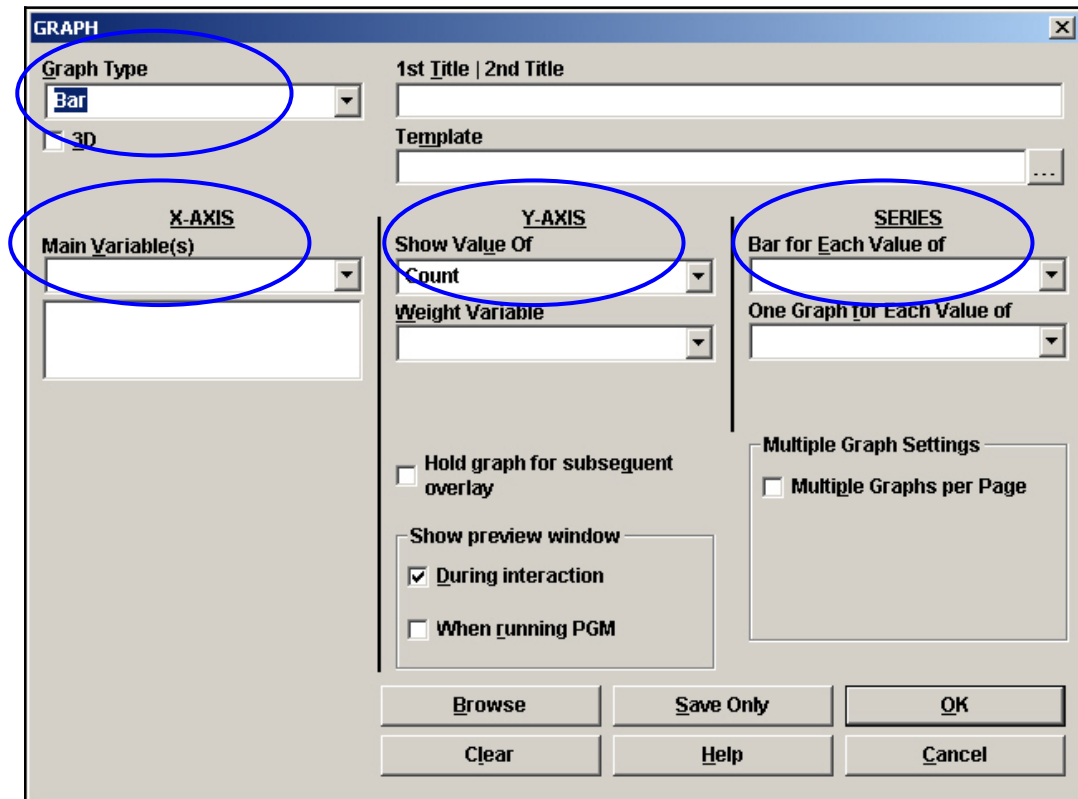 GRAPH
Graph Type
Bar
3D
1st Title | 2nd Title
Template
...
X-AXIS
Main Variable(s)
Y-AXIS
Show Value Of
Count
Weight Variable
SERIES
Bar for Each Value of
One Graph for Each Value of
Hold graph for subsequent
overlay
Show preview window
During interaction
When running PGM
Multiple Graph Settings
Multiple Graphs per Page
Browse
Save Only
OK
Clear
Help
Cancel